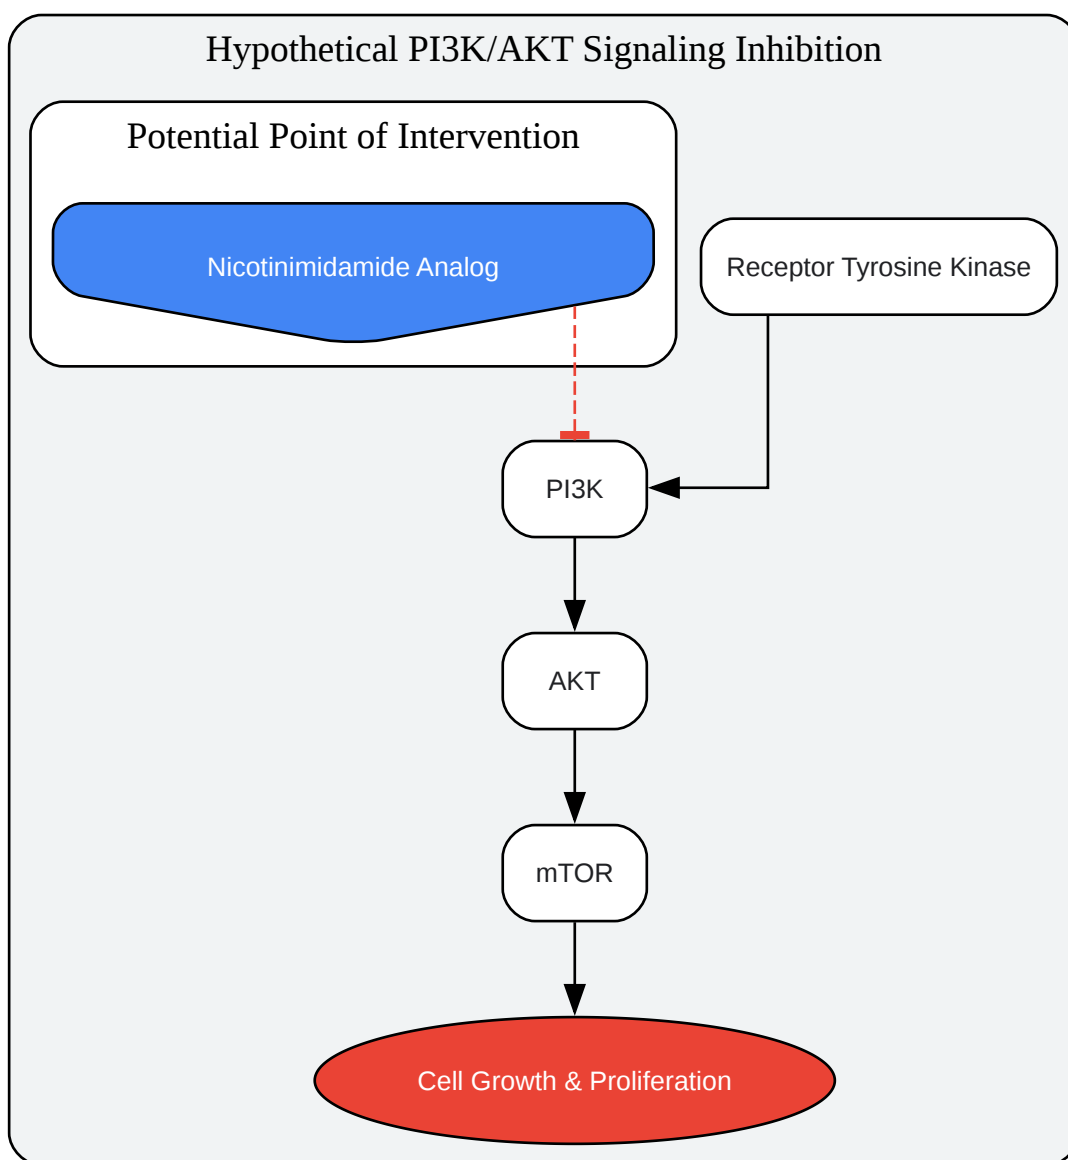 Hypothetical PI3K/AKT Signaling Inhibition
Potential Point of Intervention
Nicotinimidamide Analog
Receptor Tyrosine Kinase
PI3K
AKT
mTOR
Cell Growth & Proliferation